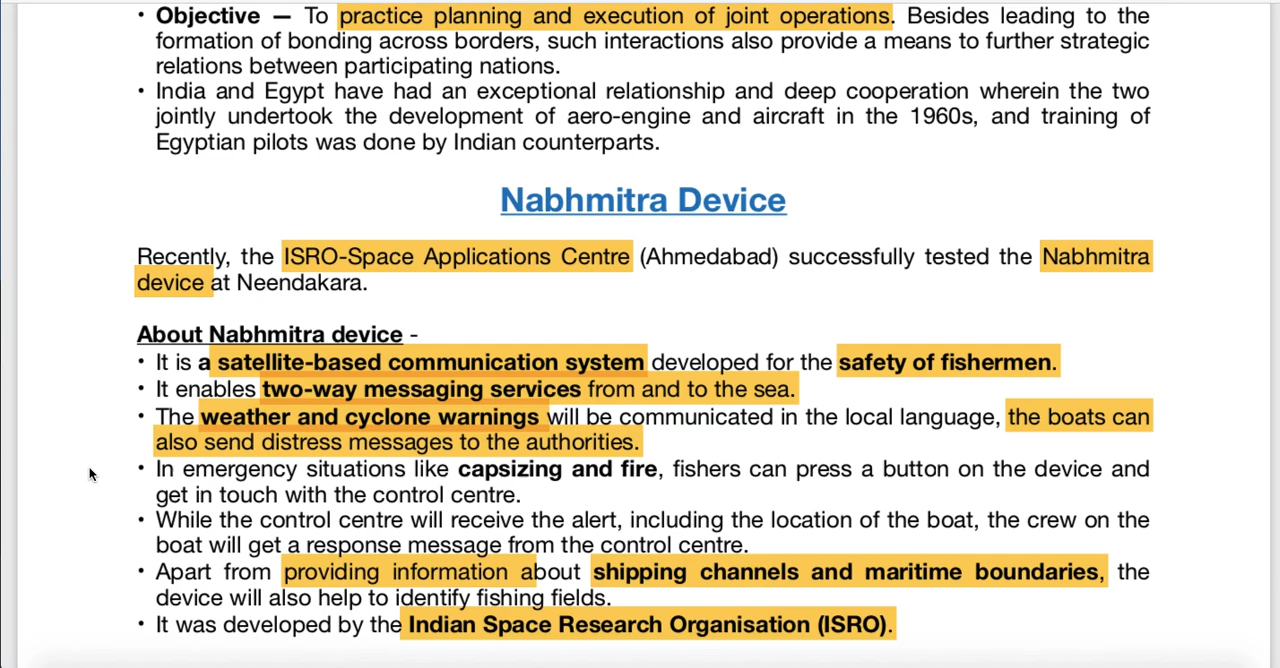 • Objective — To practice planning and execution of joint operations. Besides leading to the
formation of bonding across borders, such interactions also provide a means to further strategic
relations between participating nations.
• India and Egypt have had an exceptional relationship and deep cooperation wherein the two
jointly undertook the development of aero-engine and aircraft in the 1960s, and training of
Egyptian pilots was done by Indian counterparts.
Nabhmitra Device
Recently, the ISRO-Space Applications Centre (Ahmedabad) successfully tested the Nabhmitra
device at Neendakara.
About Nabhmitra device -
• It is a satellite-based communication system developed for the safety of fishermen.
• It enables two-way messaging services from and to the sea.
• The weather and cyclone warnings will be communicated in the local language, the boats can
also send distress messages to the authorities.
• In emergency situations like capsizing and fire, fishers can press a button on the device and
get in touch with the control centre.
• While the control centre will receive the alert, including the location of the boat, the crew on the
boat will get a response message from the control centre.
• Apart from providing information about shipping channels and maritime boundaries, the
device will also help to identify fishing fields.
• It was developed by the Indian Space Research Organisation (ISRO).